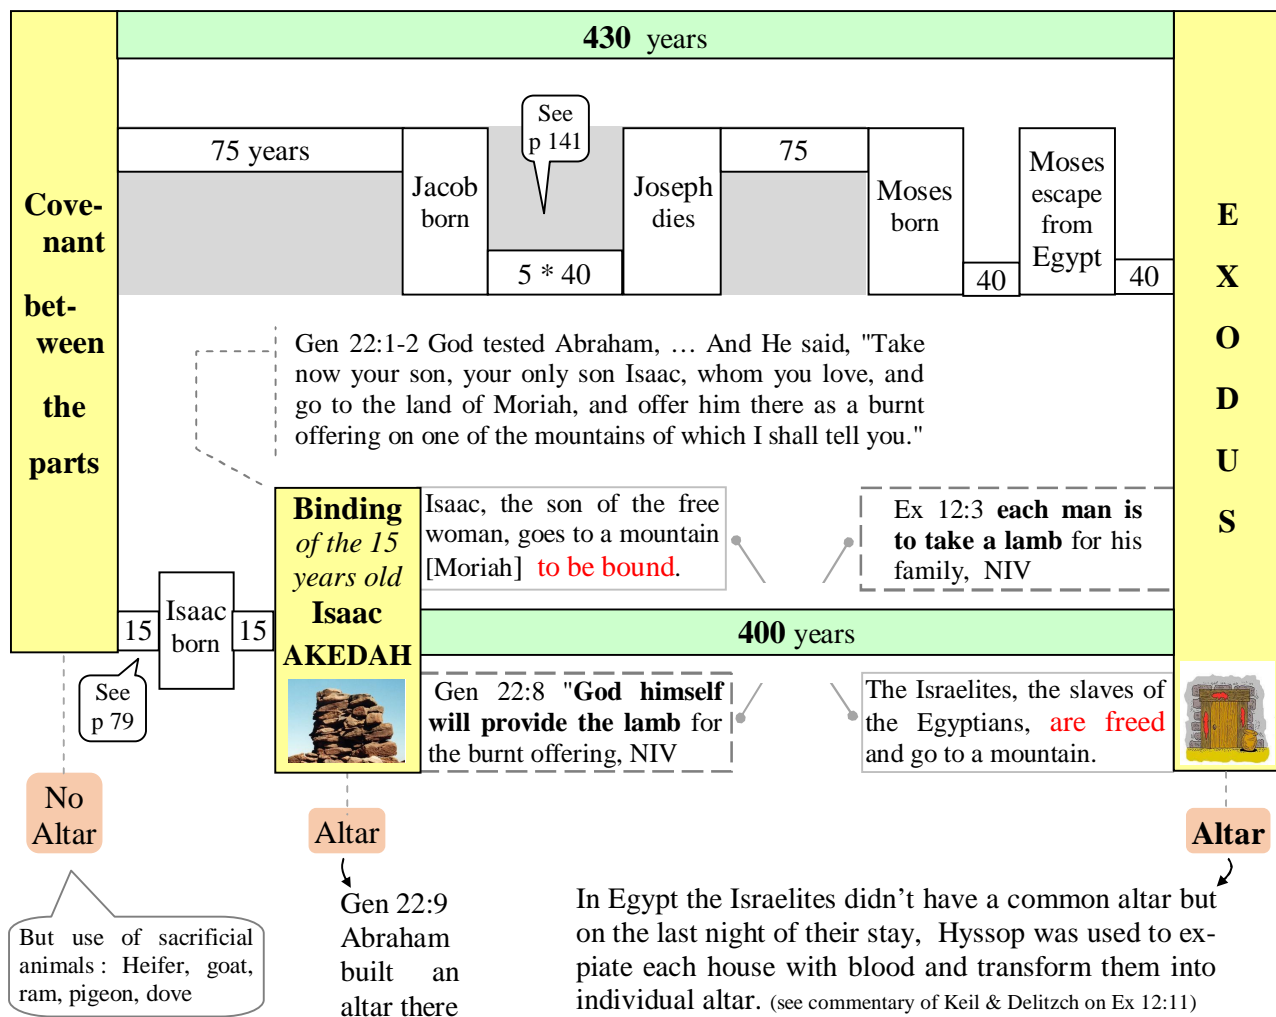 430 years
Cove-
nant
bet-
ween
the
parts
75 years
Jacob
born
See
p 141
5 * 40
Joseph
dies
75
Moses
born
40
Moses
escape
from
Egypt
40
E
X
O
D
U
S
Gen 22:1-2 God tested Abraham, … And He said, "Take
now your son, your only son Isaac, whom you love, and
go to the land of Moriah, and offer him there as a burnt
offering on one of the mountains of which I shall tell you."
15
Isaac
born
15
See
p 79
Binding
of the 15
years old
Isaac
AKEDAH
Isaac, the son of the free
woman, goes to a mountain
[Moriah] to be bound.
Ex 12:3 each man is
to take a lamb for his
family, NIV
400 years
Gen 22:8 "God himself
will provide the lamb for
the burnt offering, NIV
The Israelites, the slaves of
the Egyptians, are freed
and go to a mountain.
No
Altar
Altar
Altar
But use of sacrificial
animals : Heifer, goat,
ram, pigeon, dove
Gen 22:9
Abraham
built an
altar there
In Egypt the Israelites didn’t have a common altar but
on the last night of their stay, Hyssop was used to ex-
piate each house with blood and transform them into
individual altar. (see commentary of Keil & Delitzch on Ex 12:11)